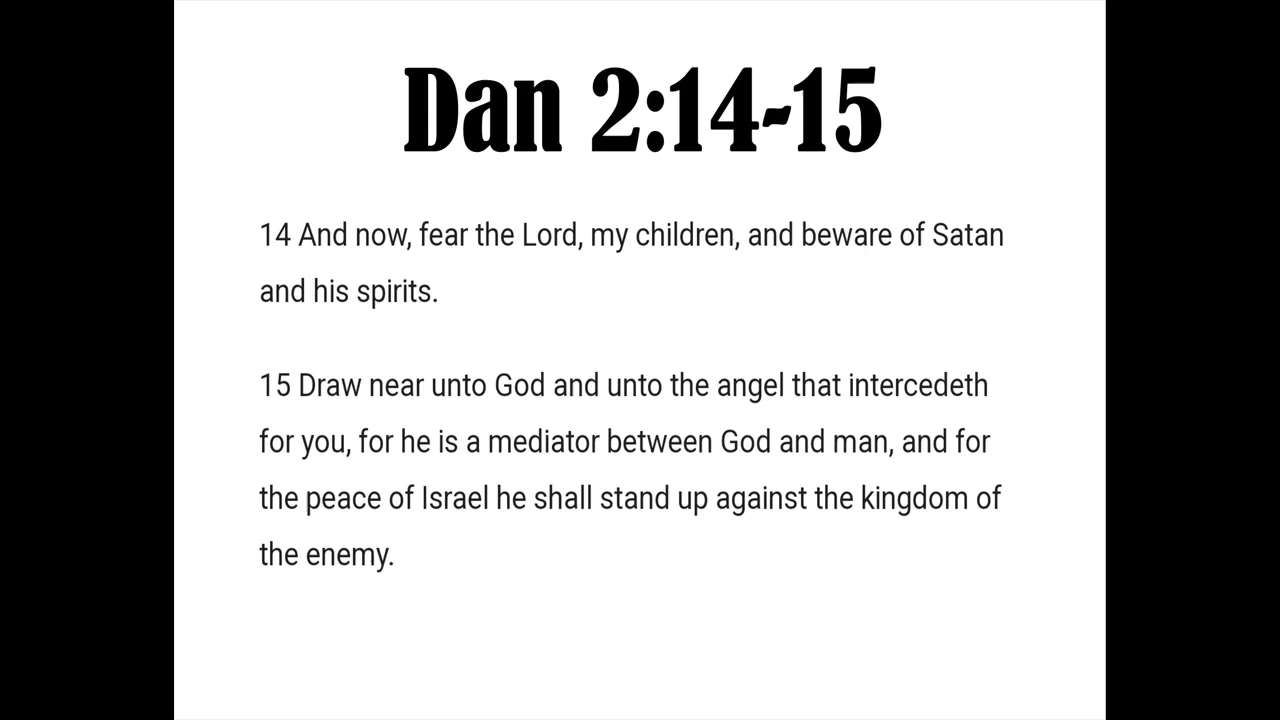 Dan 2:14-15
14 And now, fear the Lord, my children, and beware of Satan
and his spirits.
15 Draw near unto God and unto the angel that intercedeth
for you, for he is a mediator between God and man, and for
the peace of Israel he shall stand up against the kingdom of
the enemy.